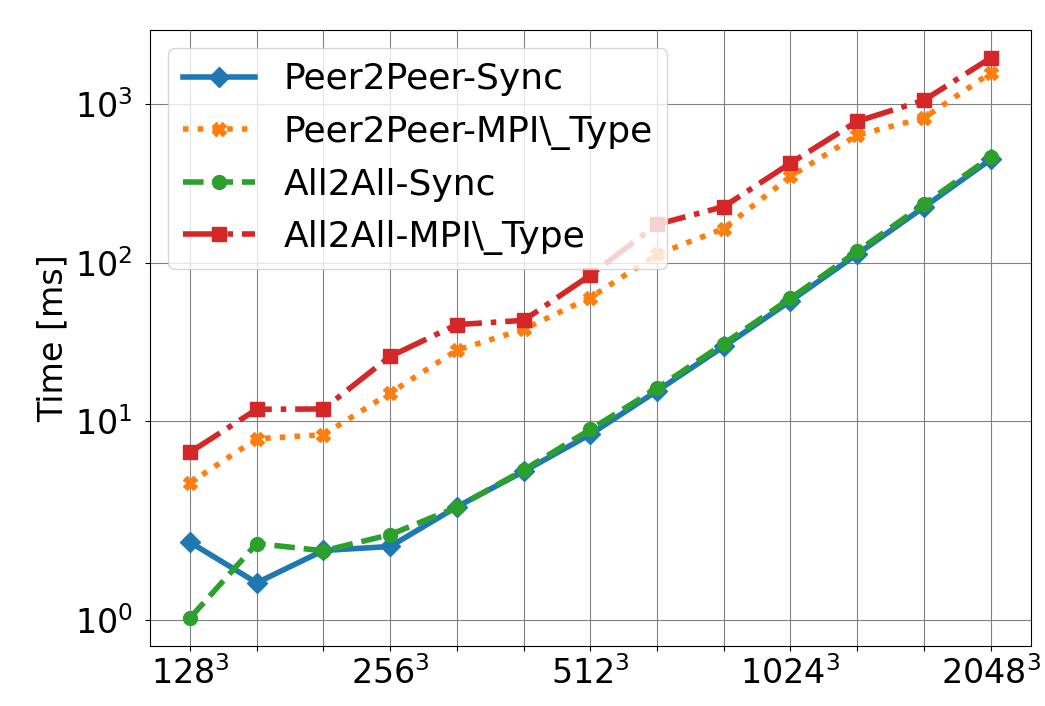 Time [ms]
10³
10²
10¹
10⁰
Peer2Peer-Sync
Peer2Peer-MPI\_Type
All2All-Sync
All2All-MPI\_Type
128³ 256³ 512³ 1024³ 2048³